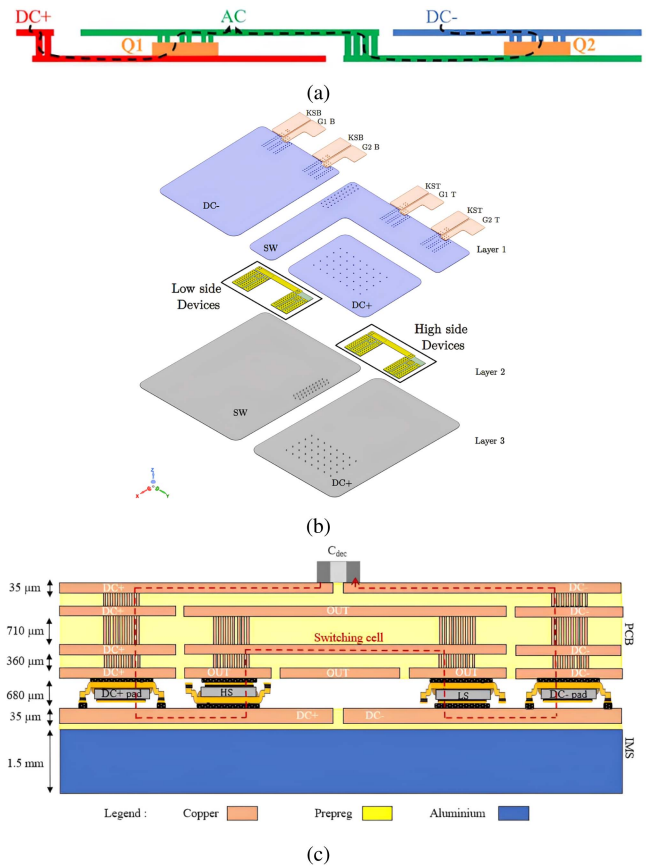 DC+ AC DC-
Q1 Q2
(a)
KSB
G1 B
KSB
G2 B
KST
G1 T
KST
G2 T
DC-
SW
Layer 1
DC+
Low side
Devices
High side
Devices
Layer 2
SW
Layer 3
DC+
Z
X Y
(b)
Cdec
35 µm DC+ DC-
OUT DC-
710 µm PCB
Switching cell
DC+ DC-
360 µm
DC+ OUT OUT OUT DC-
680 µm DC+ pad HS LS DC- pad
35 µm DC+ DC-
IMS
1.5 mm
Legend : Copper Prepreg Aluminium
(c)